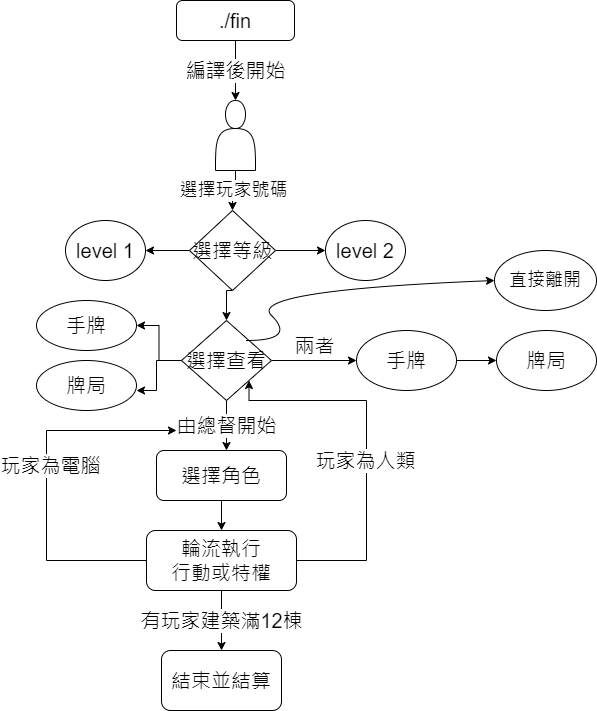 ./fin
編譯後開始
選擇玩家號碼
level 1
選擇等級
level 2
直接離開
手牌
兩者
選擇查看
手牌
牌局
牌局
由總督開始
玩家為電腦
玩家為人類
選擇角色
輪流執行
行動或特權
有玩家建築滿12棟
結束並結算